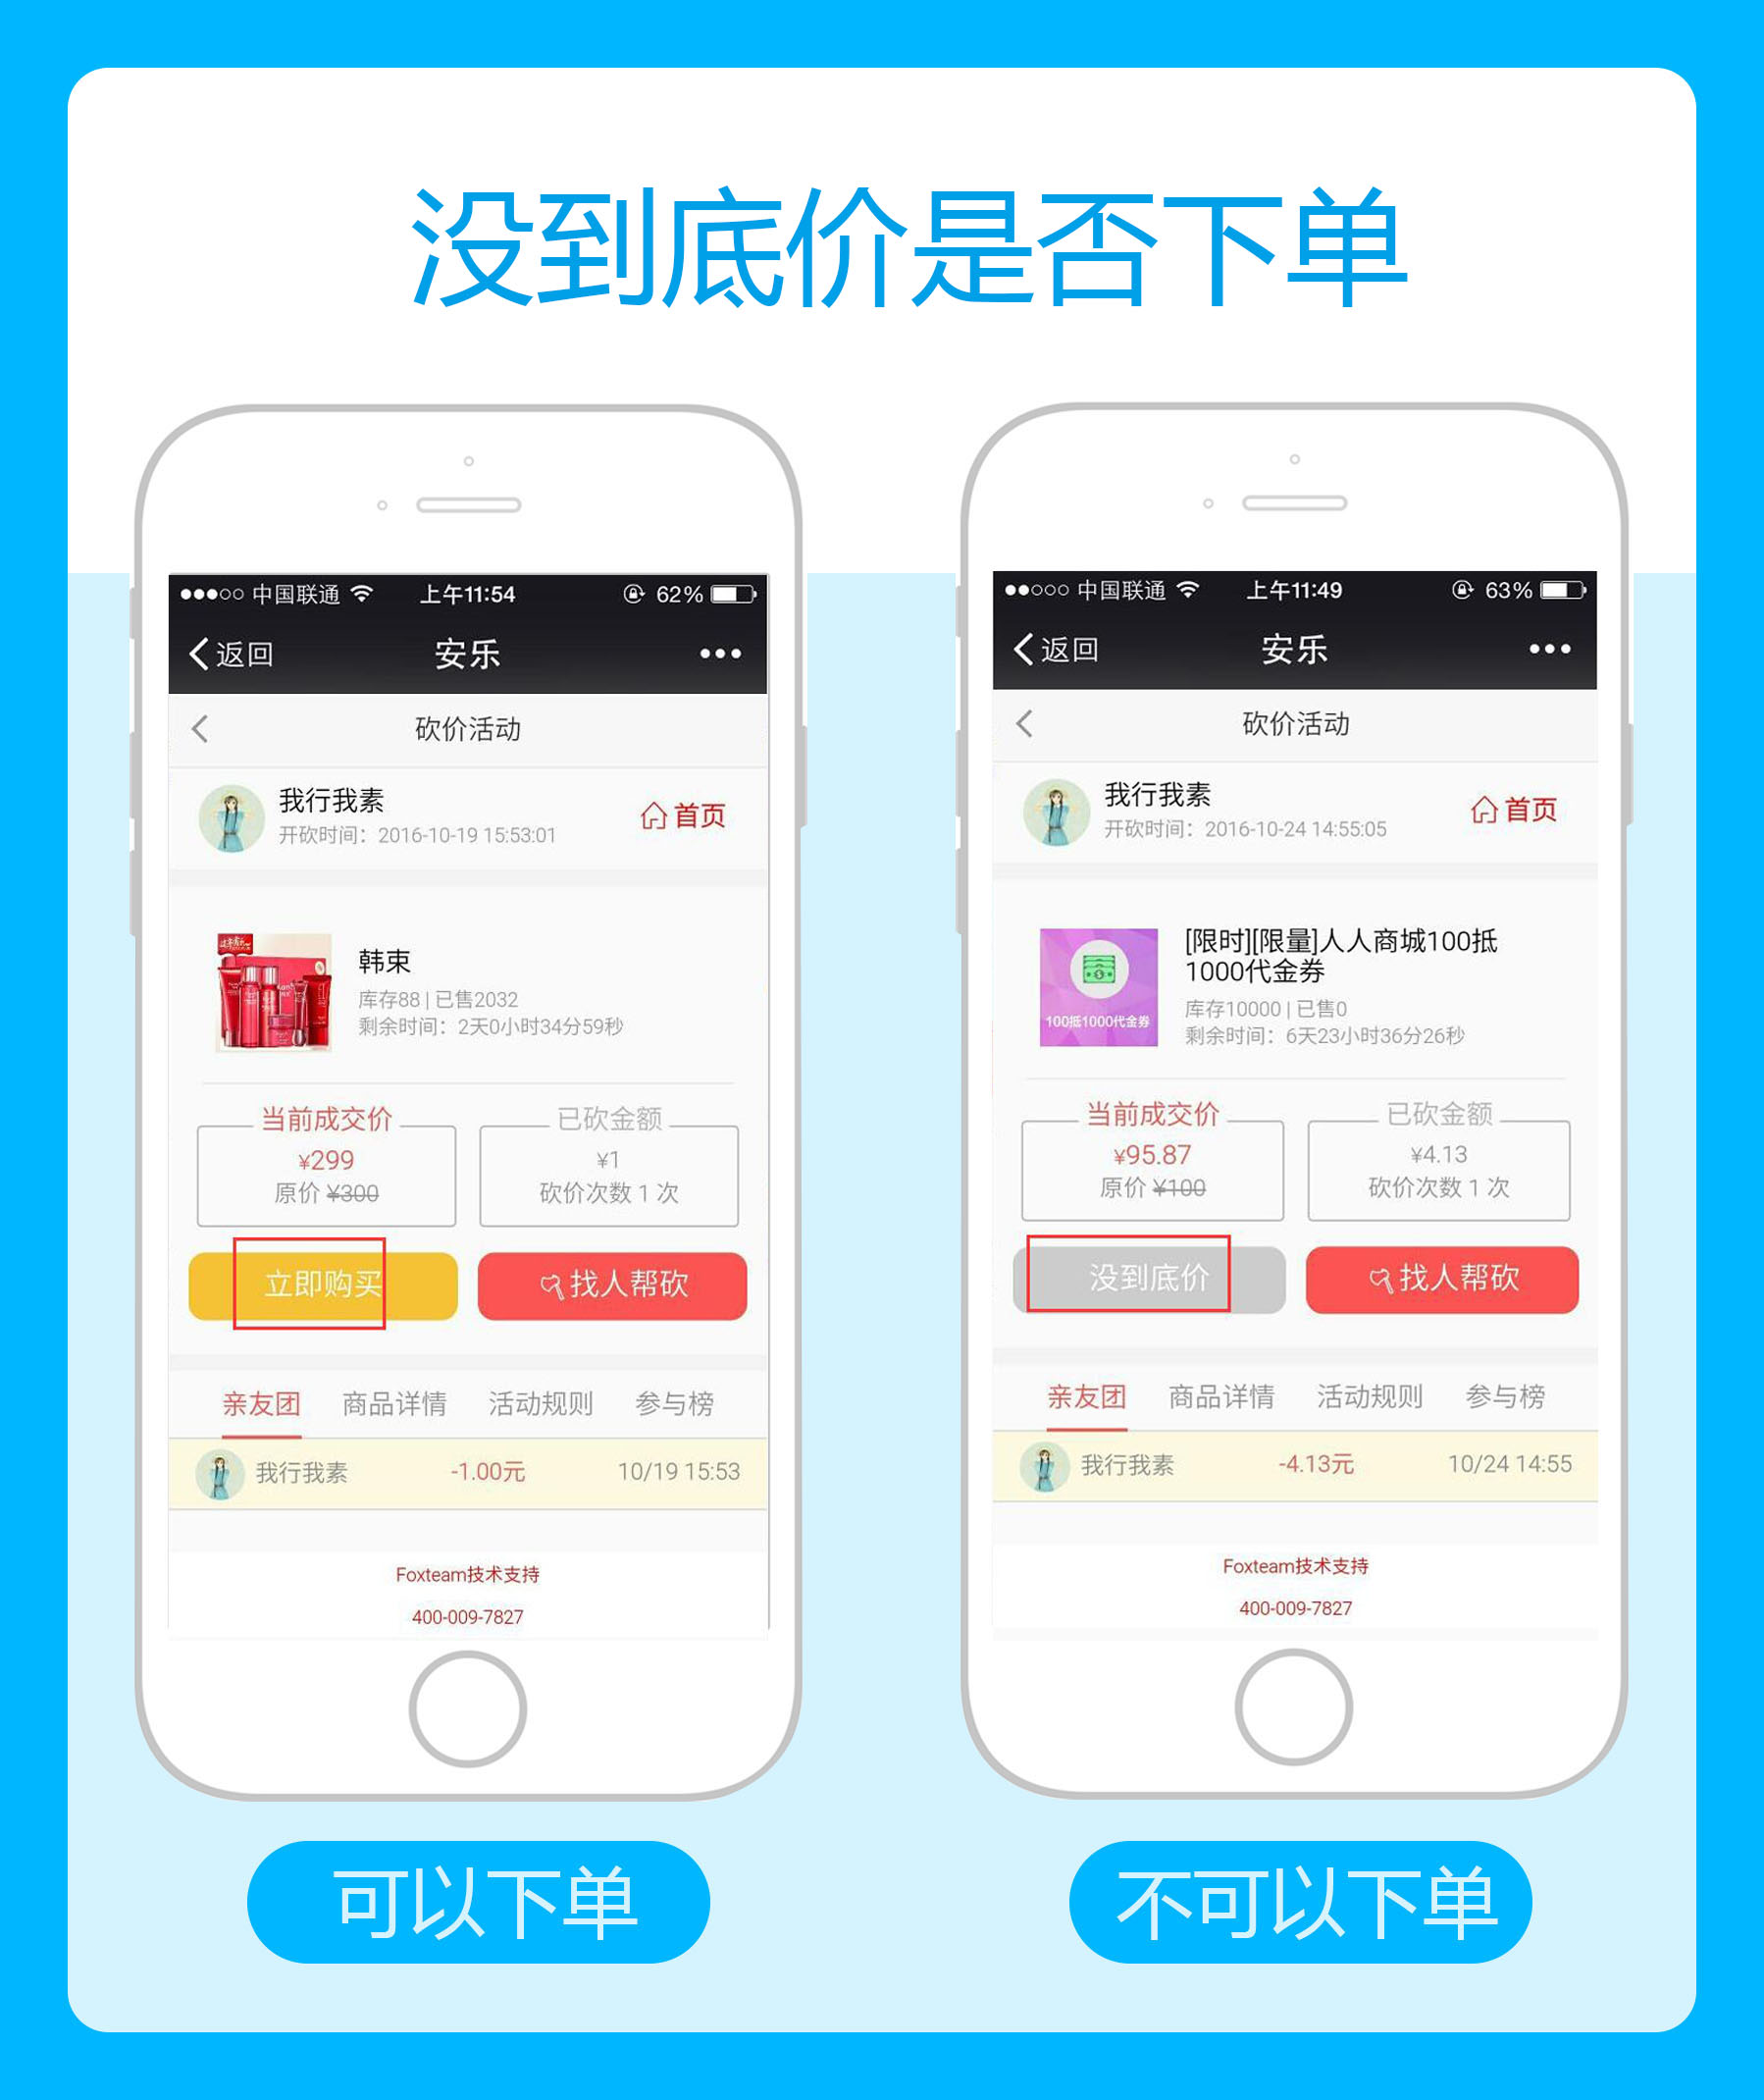 没到底价是否下单
中国联通 上午11:54 62%
返回 安乐
砍价活动
我行我素
开砍时间：2016-10-19 15:53:01
首页
韩束
库存88 | 已售2032
剩余时间：2天0小时34分59秒
当前成交价
¥299
原价 ¥300
已砍金额
¥1
砍价次数 1 次
立即购买
找人帮砍
亲友团 商品详情 活动规则 参与榜
我行我素 -1.00元 10/19 15:53
Foxteam技术支持
400-009-7827
可以下单
中国联通 上午11:49 63%
返回 安乐
砍价活动
我行我素
开砍时间：2016-10-24 14:55:05
首页
100抵1000代金券
[限时][限量]人人商城100抵
1000代金券
库存10000 | 已售0
剩余时间：6天23小时36分26秒
当前成交价
¥95.87
原价 ¥100
已砍金额
¥4.13
砍价次数 1 次
没到底价
找人帮砍
亲友团 商品详情 活动规则 参与榜
我行我素 -4.13元 10/24 14:55
Foxteam技术支持
400-009-7827
不可以下单